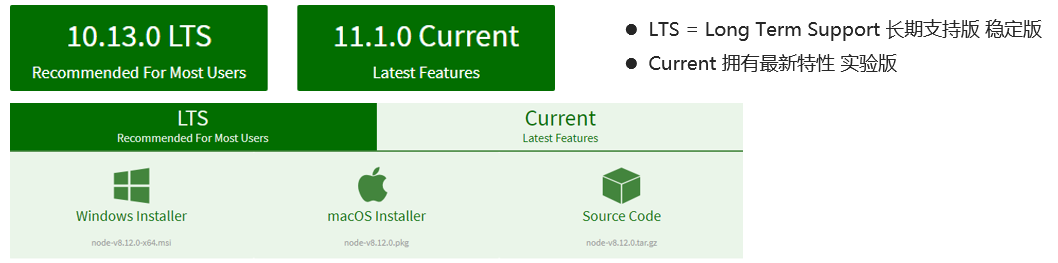 10.13.0 LTS
Recommended For Most Users
11.1.0 Current
Latest Features
LTS = Long Term Support 长期支持版 稳定版
Current 拥有最新特性 实验版
LTS
Recommended For Most Users
Current
Latest Features
Windows Installer
node-v8.12.0-x64.msi
macOS Installer
node-v8.12.0.pkg
Source Code
node-v8.12.0.tar.gz